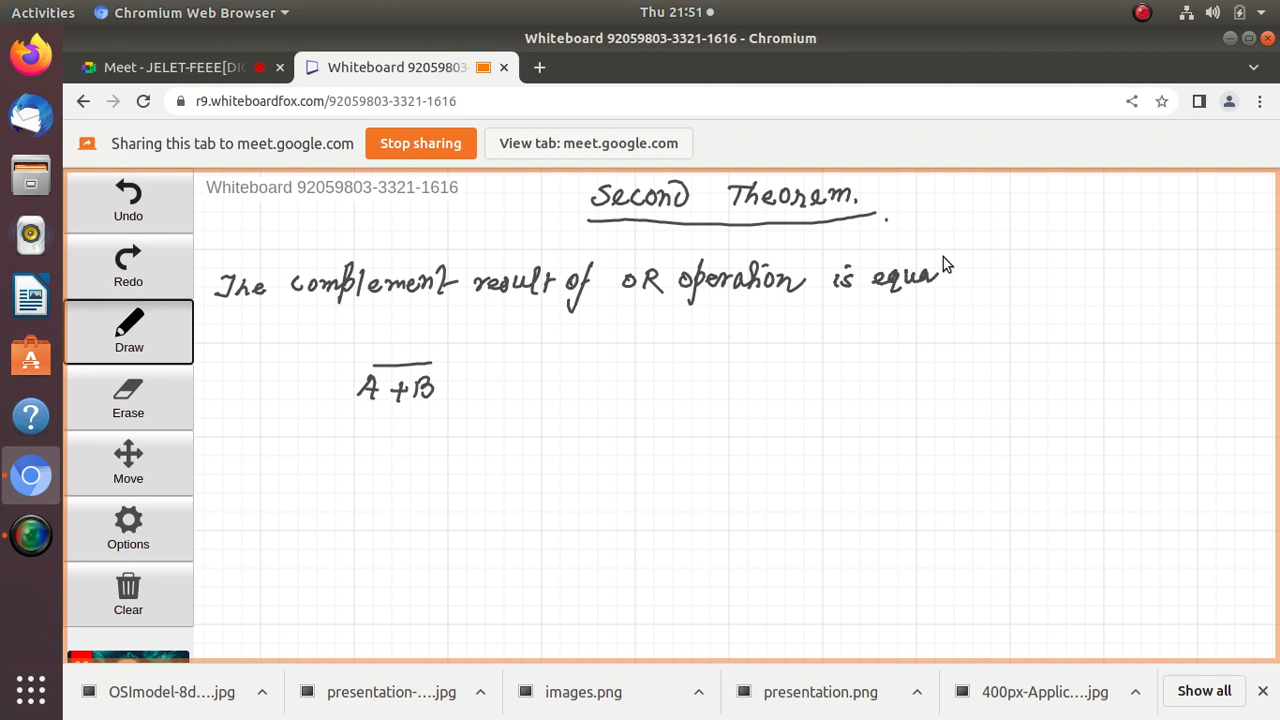 Activities Chromium Web Browser Thu 21:51
Whiteboard 92059803-3321-1616 - Chromium
Meet - JELET-FEEE[DIC Whiteboard 92059803-
r9.whiteboardfox.com/92059803-3321-1616
Sharing this tab to meet.google.com Stop sharing View tab: meet.google.com
Whiteboard 92059803-3321-1616
Second Theorem.
Undo
The complement result of OR operation is equa
Redo
Draw
A + B
Erase
Move
Options
Clear
OSImodel-8d....jpg presentation-....jpg images.png presentation.png 400px-Applic....jpg Show all